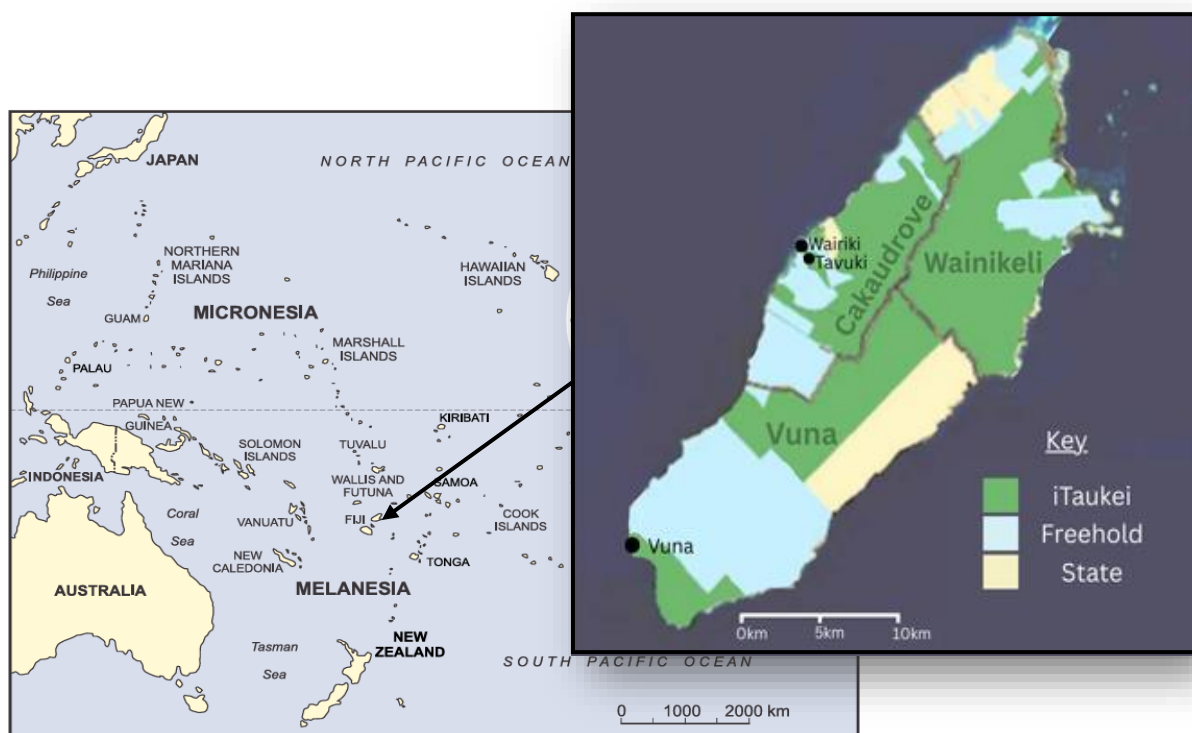 JAPAN
NORTH PACIFIC OCEAN
NORTHERN
MARIANA
ISLANDS
Philippine
Sea
HAWAIIAN
ISLANDS
GUAM
MICRONESIA
MARSHALL
ISLANDS
PALAU
PAPUA NEW
GUINEA
KIRIBATI
SOLOMON
ISLANDS
TUVALU
INDONESIA
WALLIS AND
FUTUNA
SAMOA
Coral
Sea
VANUATU
FIJI
COOK
ISLANDS
NEW
CALEDONIA
TONGA
AUSTRALIA
MELANESIA
Tasman
Sea
NEW
ZEALAND
SOUTH PACIFIC OCEAN
0 1000 2000 km
Wairiki
Tavuki
Cakaudrove
Wainikeli
Vuna
Vuna
Key
iTaukei
Freehold
State
0km 5km 10km